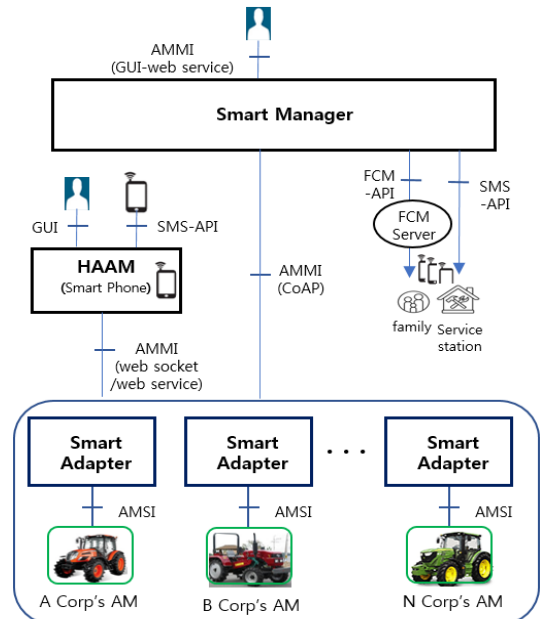 AMMI
(GUI-web service)
Smart Manager
FCM
-API
SMS
-API
GUI
SMS-API
FCM
Server
HAAM
(Smart Phone)
AMMI
(CoAP)
family
Service
station
AMMI
(web socket
/web service)
Smart
Adapter
Smart
Adapter
. . .
Smart
Adapter
AMSI
AMSI
AMSI
A Corp's AM
B Corp's AM
N Corp's AM